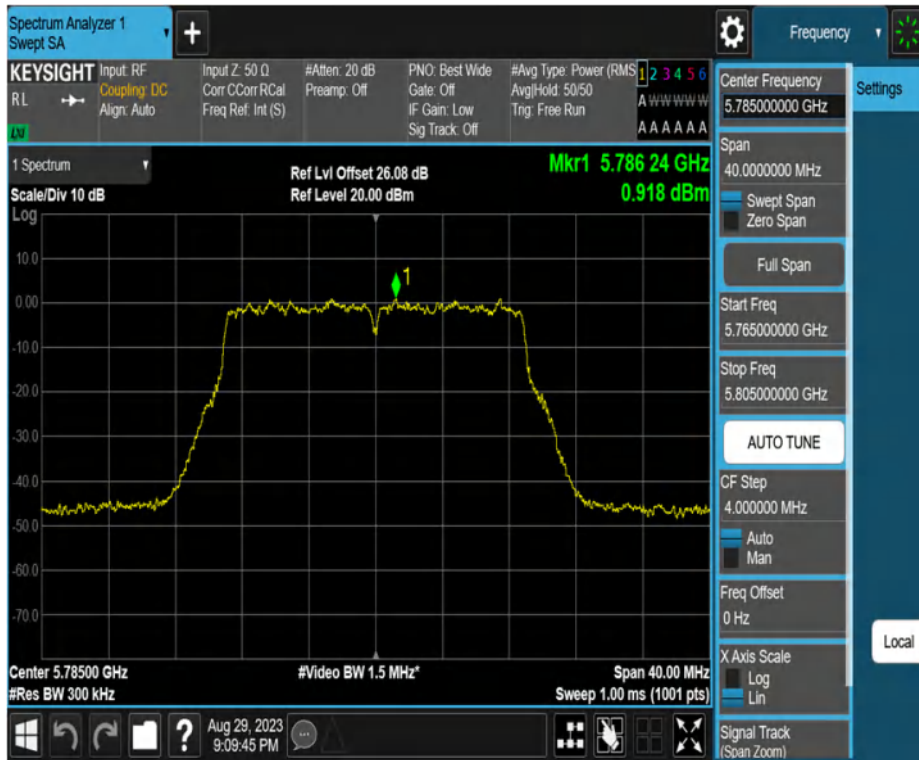 Spectrum Analyzer 1
Swept SA
Frequency
KEYSIGHT
R L
LXI
Input: RF
Coupling: DC
Align: Auto
Input Z: 50 Ω
Corr CCorr RCal
Freq Ref: Int (S)
#Atten: 20 dB
Preamp: Off
PNO: Best Wide
Gate: Off
IF Gain: Low
Sig Track: Off
#Avg Type: Power (RMS
Avg|Hold: 50/50
Trig: Free Run
1 2 3 4 5 6
A W W W W W
A A A A A A
1 Spectrum
Scale/Div 10 dB
Log
Ref Lvl Offset 26.08 dB
Ref Level 20.00 dBm
Mkr1 5.786 24 GHz
0.918 dBm
1
10.0
0.00
-10.0
-20.0
-30.0
-40.0
-50.0
-60.0
-70.0
Center 5.78500 GHz
#Res BW 300 kHz
#Video BW 1.5 MHz*
Span 40.00 MHz
Sweep 1.00 ms (1001 pts)
Aug 29, 2023
9:09:45 PM
?
Center Frequency
5.785000000 GHz
Span
40.0000000 MHz
Swept Span
Zero Span
Full Span
Start Freq
5.765000000 GHz
Stop Freq
5.805000000 GHz
AUTO TUNE
CF Step
4.000000 MHz
Auto
Man
Freq Offset
0 Hz
X Axis Scale
Log
Lin
Signal Track
(Span Zoom)
Settings
Local